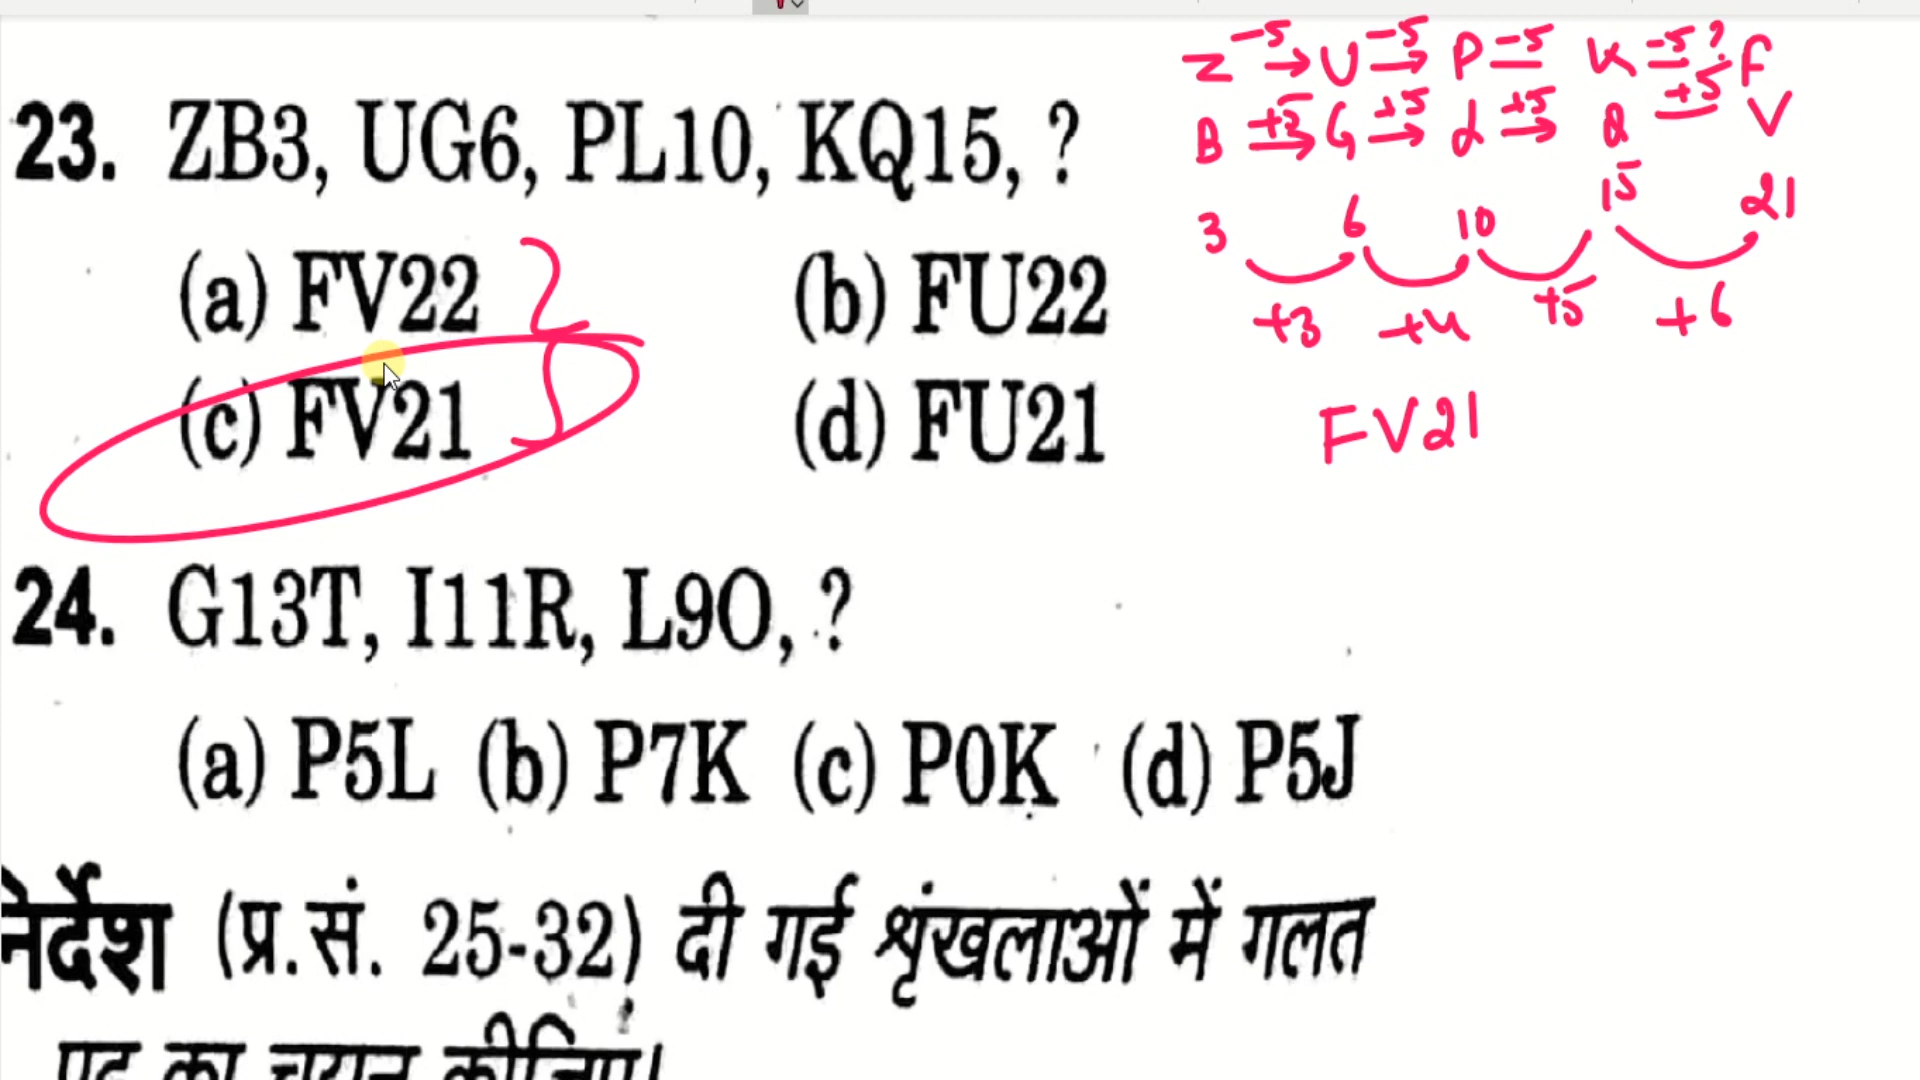 23. ZB3, UG6, PL10, KQ15, ?
(a) FV22 (b) FU22
(c) FV21 (d) FU21
Z -5 → U -5 → P -5 K -5 ? F
B +5 → G +5 → L +5 → Q +5 V
3 6 10 15 21
+3 +4 +5 +6
FV21
24. G13T, I11R, L9O, ?
(a) P5L (b) P7K (c) P0K (d) P5J
निर्देश (प्र.सं. 25-32) दी गई श्रृंखलाओं में गलत
पद का चयन कीजिए।